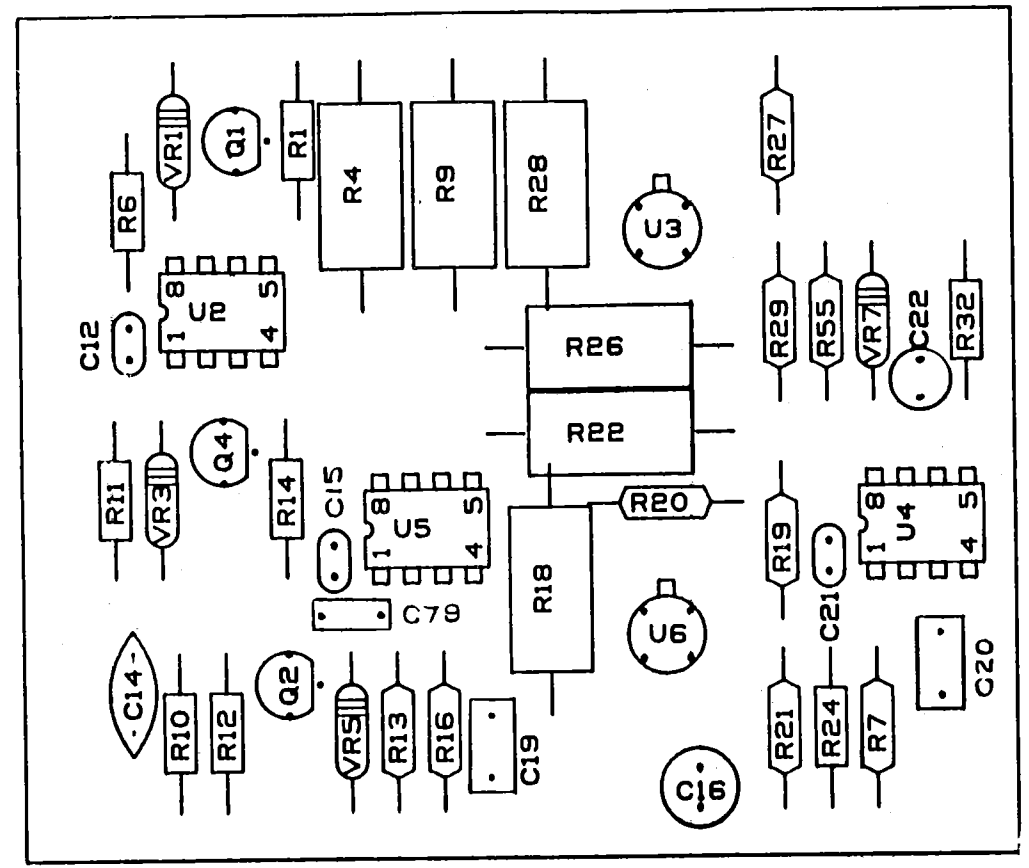 VR1
Q1
R1
R4
R9
R28
R27
R6
U3
8
5
U2
1
4
C12
R26
R29
R55
VR7
C22
R32
R22
R11
VR3
Q4
R14
C15
8
5
U5
1
4
R20
R19
C21
8
5
U4
1
4
C79
R18
U6
C20
C14
R10
R12
Q2
VR5
R13
R16
C19
C16
R21
R24
R7